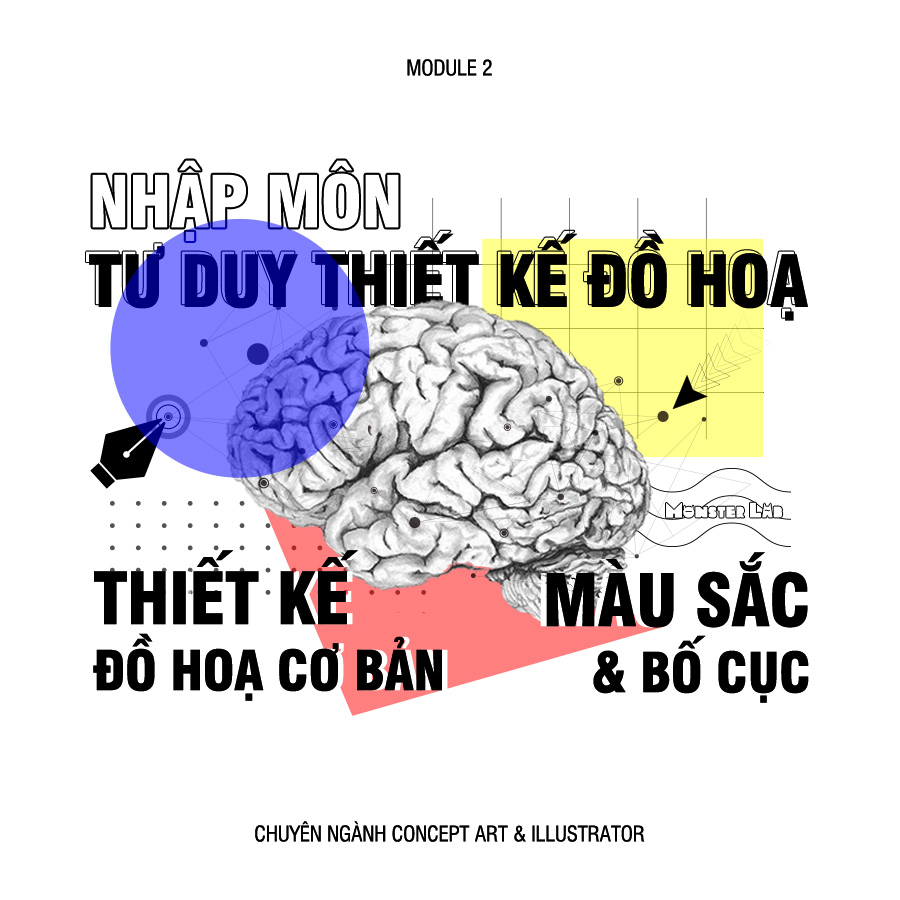 MODULE 2
NHẬP MÔN
TƯ DUY THIẾT KẾ ĐỒ HOẠ
MONSTER LAB
THIẾT KẾ
ĐỒ HOẠ CƠ BẢN
MÀU SẮC
& BỐ CỤC
CHUYÊN NGÀNH CONCEPT ART & ILLUSTRATOR